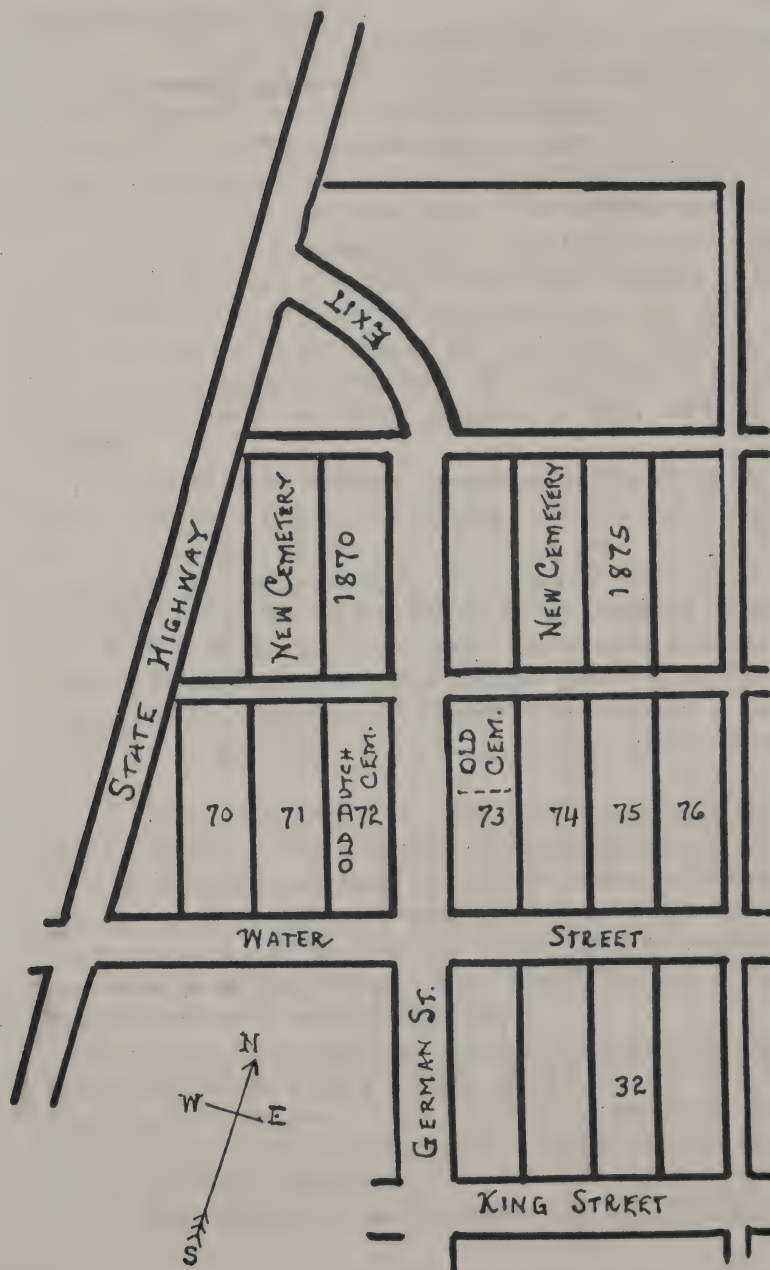 EXIT
STATE HIGHWAY
NEW CEMETERY
1870
NEW CEMETERY
1875
70
71
OLD DUTCH
CEM.
72
OLD
CEM.
73
74
75
76
WATER STREET
GERMAN ST.
32
N
W E
S
KING STREET